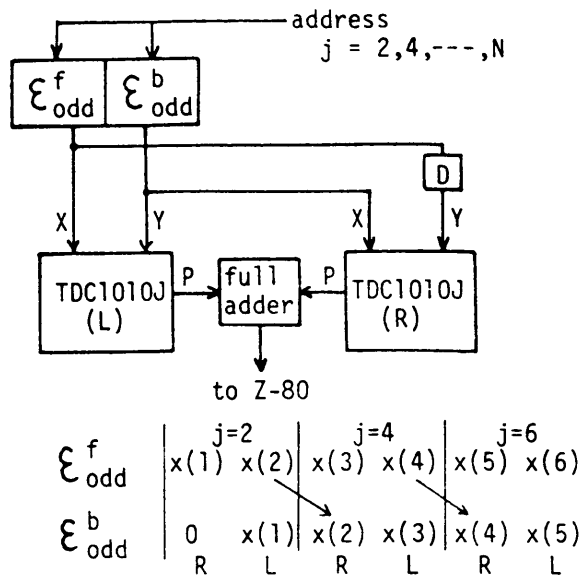 address
j = 2,4,---,N
ε^f_odd ε^b_odd
D
X Y X Y
TDC1010J (L) P full adder P TDC1010J (R)
to Z-80
j=2 j=4 j=6
ε^f_odd x(1) x(2) x(3) x(4) x(5) x(6)
ε^b_odd 0 x(1) x(2) x(3) x(4) x(5)
R L R L R L